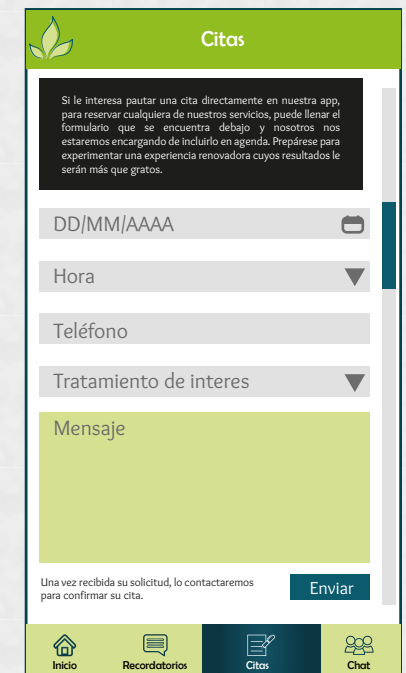 Citas
Si le interesa pautar una cita directamente en nuestra app,
para reservar cualquiera de nuestros servicios, puede llenar el
formulario que se encuentra debajo y nosotros nos
estaremos encargando de incluirlo en agenda. Prepárese para
experimentar una experiencia renovadora cuyos resultados le
serán más que gratos.
DD/MM/AAAA
Hora
Teléfono
Tratamiento de interes
Mensaje
Una vez recibida su solicitud, lo contactaremos
para confirmar su cita.
Enviar
Inicio
Recordatorios
Citas
Chat